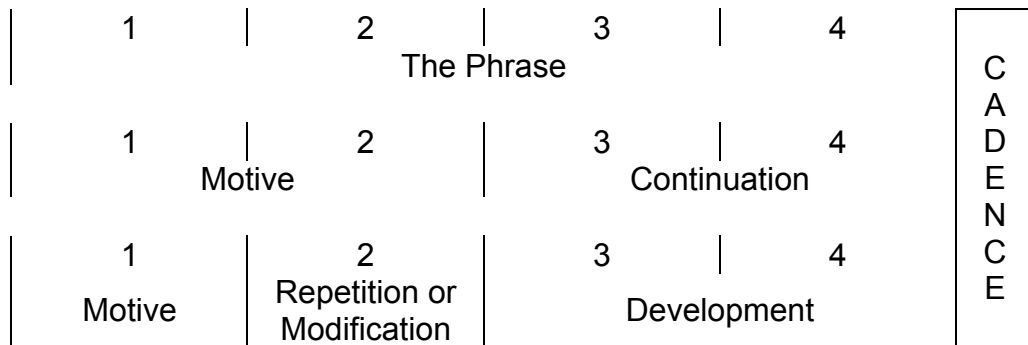 1 2 3 4
The Phrase
1 2 3 4
Motive Continuation
1 2 3 4
Motive Repetition or Modification Development
CADENCE